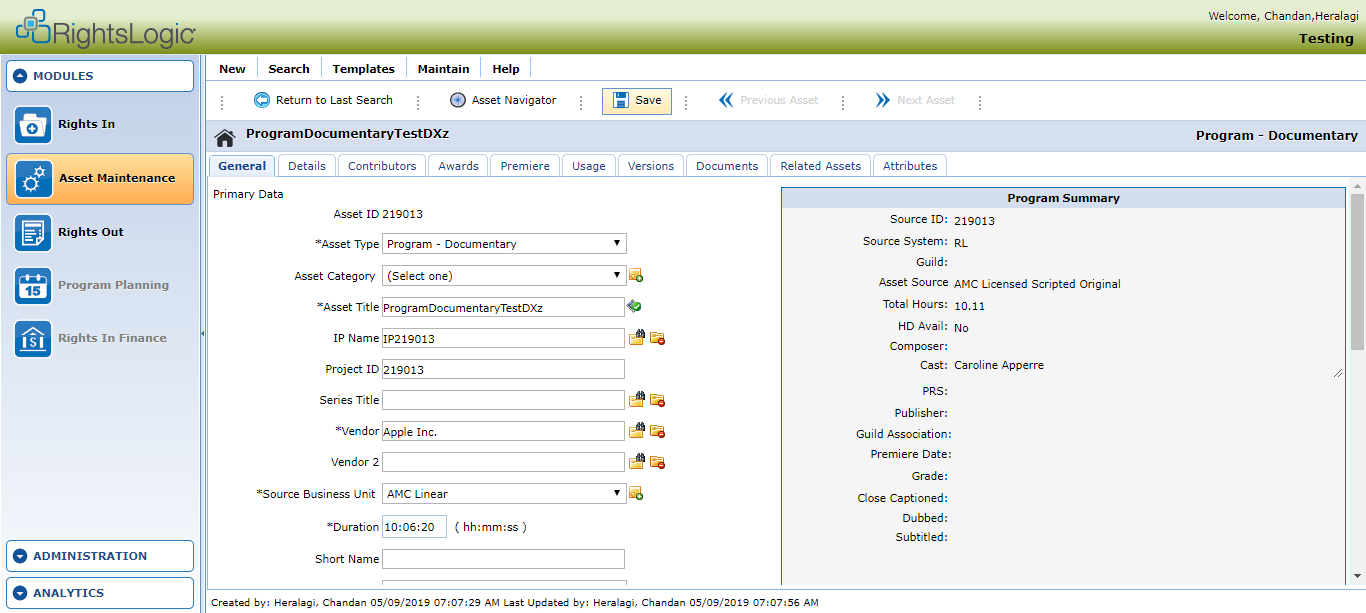 RightsLogic
Welcome, Chandan,Heralagi
Testing
MODULES
Rights In
Asset Maintenance
Rights Out
15
Program Planning
$
Rights In Finance
ADMINISTRATION
ANALYTICS
New Search Templates Maintain Help
Return to Last Search Asset Navigator Save Previous Asset Next Asset
ProgramDocumentaryTestDXz
Program - Documentary
General Details Contributors Awards Premiere Usage Versions Documents Related Assets Attributes
Primary Data
Asset ID 219013
*Asset Type Program - Documentary
Asset Category (Select one)
*Asset Title ProgramDocumentaryTestDXz
IP Name IP219013
Project ID 219013
Series Title
*Vendor Apple Inc.
Vendor 2
*Source Business Unit AMC Linear
*Duration 10:06:20 ( hh:mm:ss )
Short Name
Program Summary
Source ID: 219013
Source System: RL
Guild:
Asset Source AMC Licensed Scripted Original
Total Hours: 10.11
HD Avail: No
Composer:
Cast: Caroline Apperre
PRS:
Publisher:
Guild Association:
Premiere Date:
Grade:
Close Captioned:
Dubbed:
Subtitled:
Created by: Heralagi, Chandan 05/09/2019 07:07:29 AM Last Updated by: Heralagi, Chandan 05/09/2019 07:07:56 AM